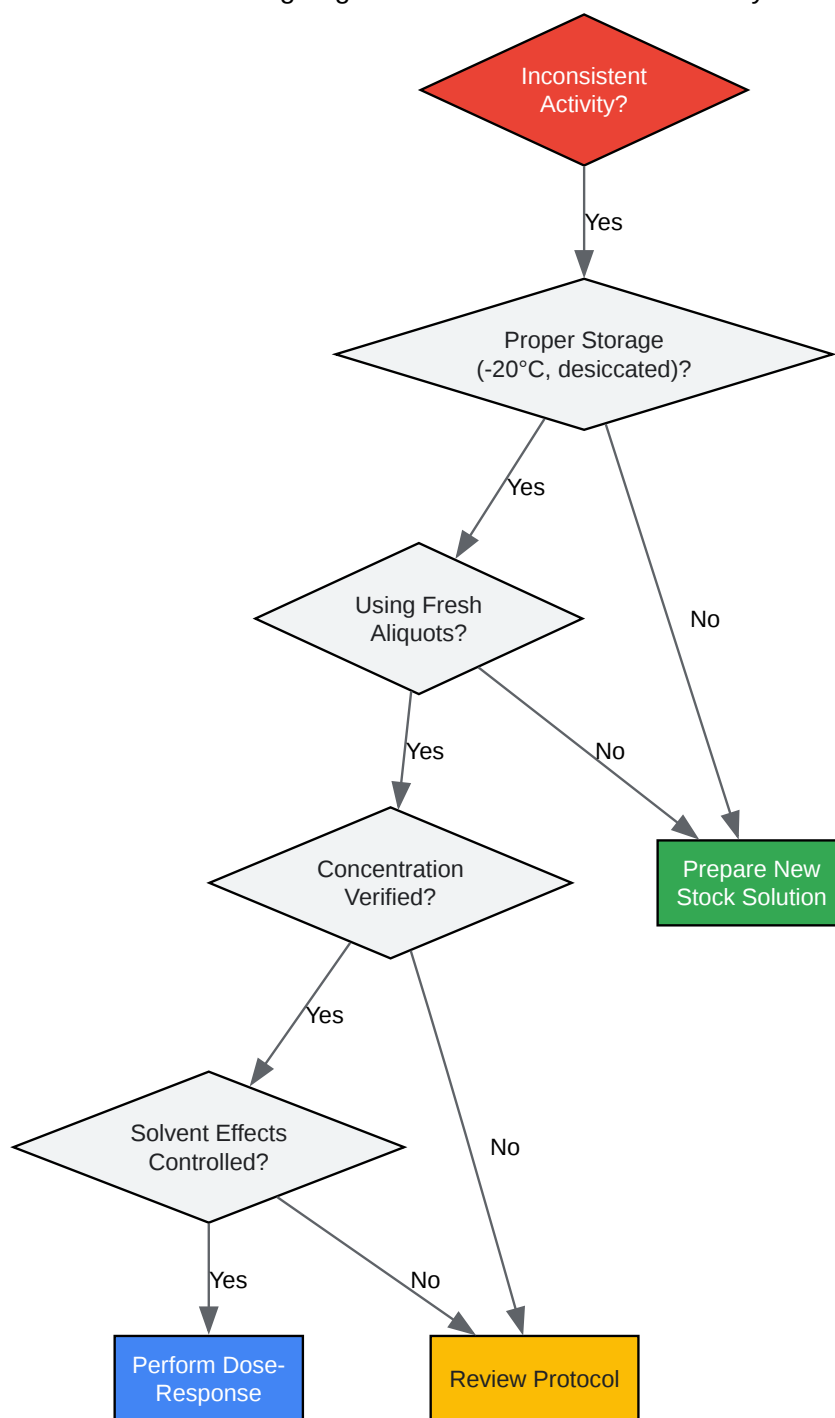 Inconsistent
Activity?
Yes
Proper Storage
(-20°C, desiccated)?
Yes
No
Using Fresh
Aliquots?
Yes
No
Concentration
Verified?
Prepare New
Stock Solution
Yes
No
Solvent Effects
Controlled?
Yes
No
Perform Dose-
Response
Review Protocol